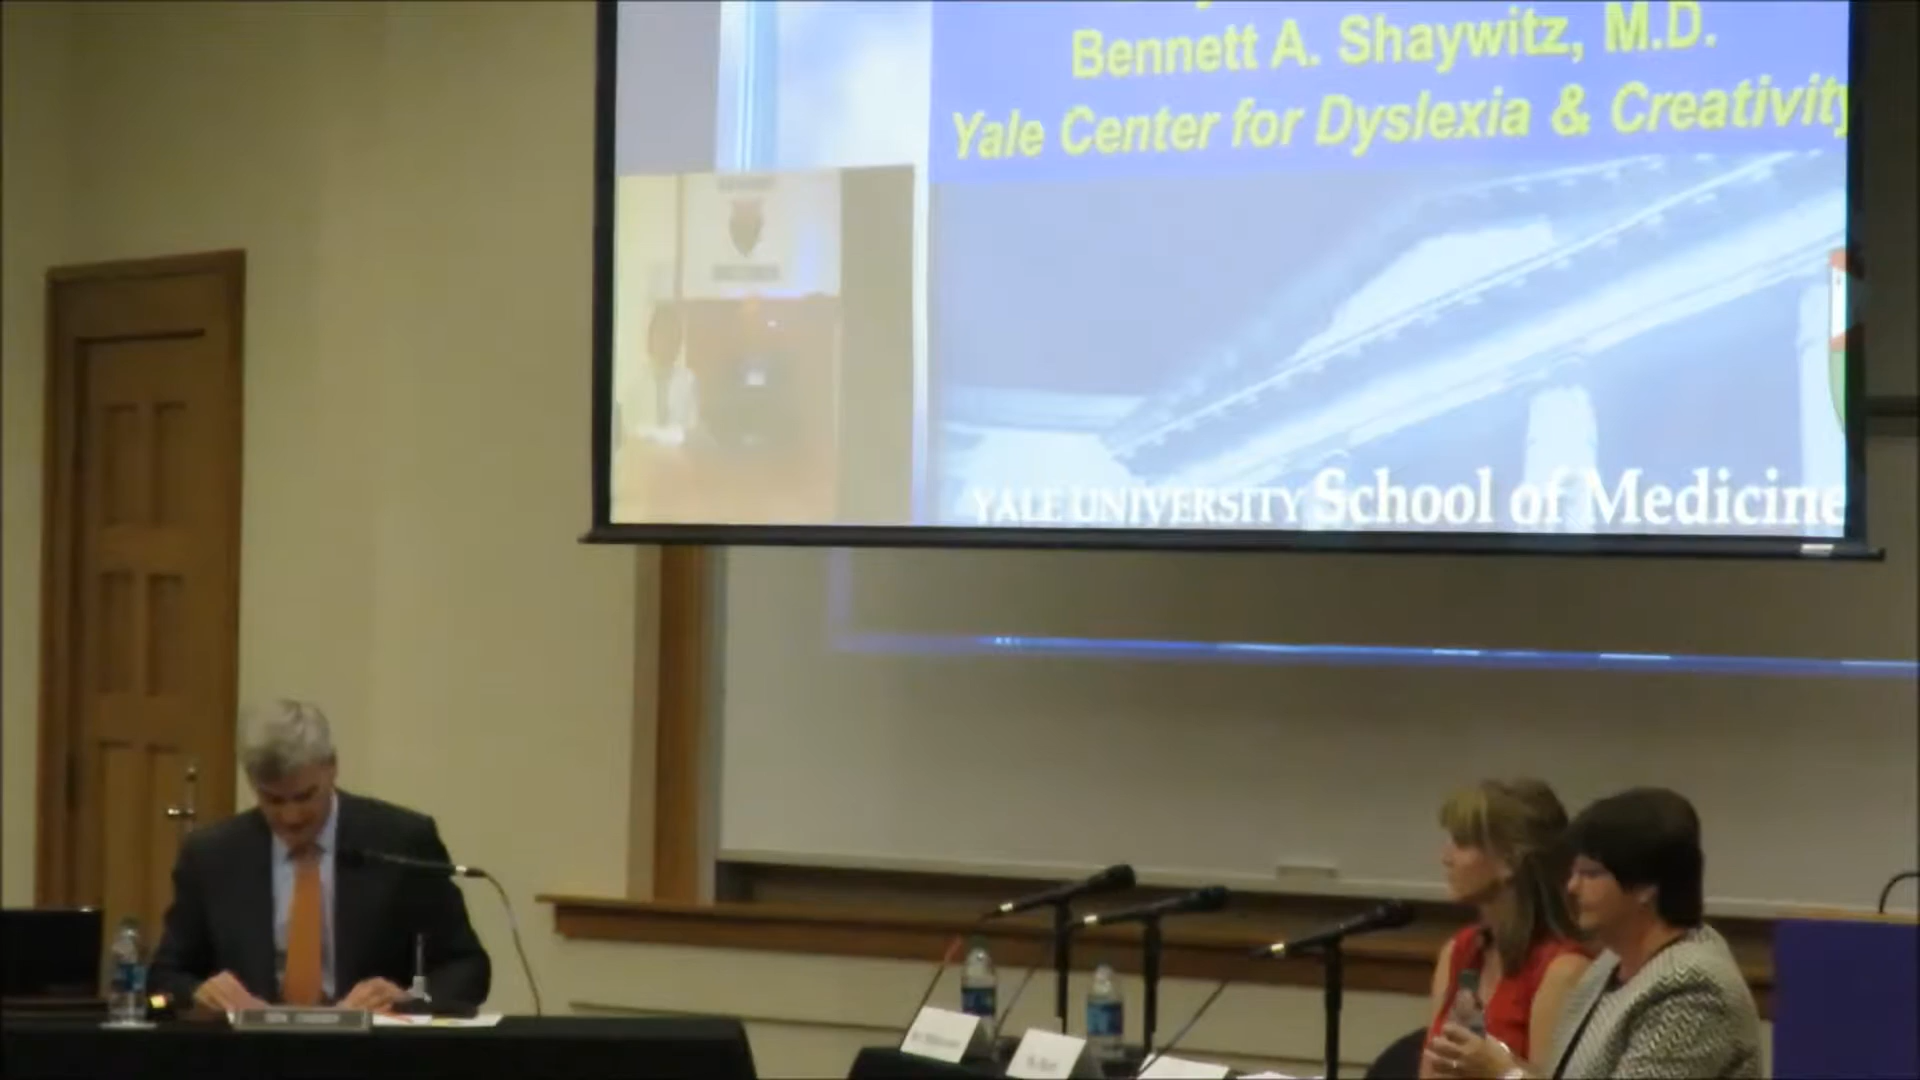 Bennett A. Shaywitz, M.D.
Yale Center for Dyslexia & Creativity
YALE UNIVERSITY School of Medicine